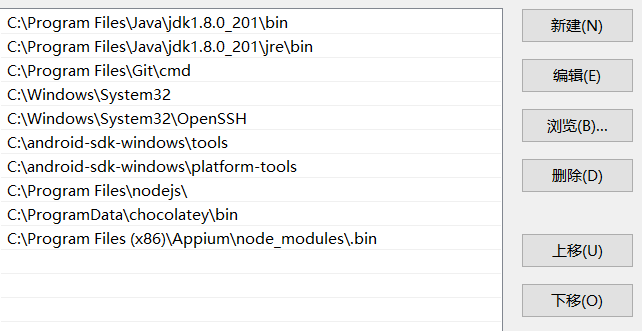 C:\Program Files\Java\jdk1.8.0_201\bin
C:\Program Files\Java\jdk1.8.0_201\jre\bin
C:\Program Files\Git\cmd
C:\Windows\System32
C:\Windows\System32\OpenSSH
C:\android-sdk-windows\tools
C:\android-sdk-windows\platform-tools
C:\Program Files\nodejs\
C:\ProgramData\chocolatey\bin
C:\Program Files (x86)\Appium\node_modules\.bin
新建(N)
编辑(E)
浏览(B)...
删除(D)
上移(U)
下移(O)